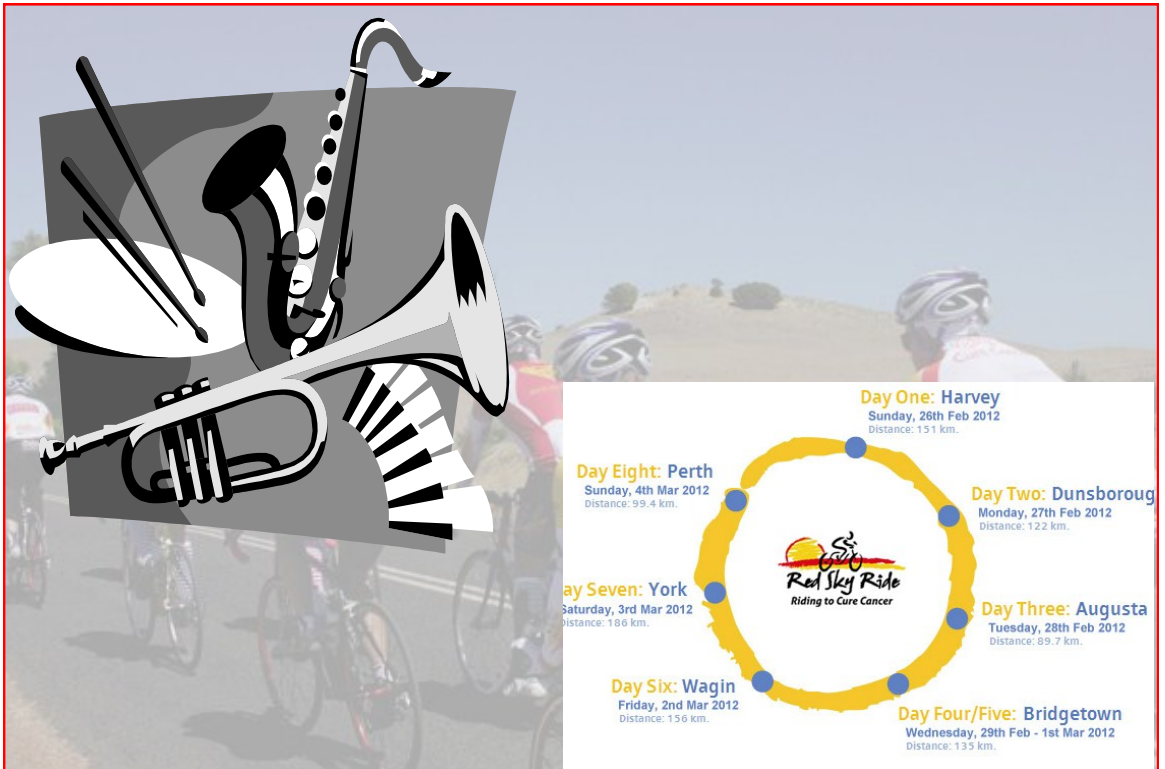 Day One: Harvey
Sunday, 26th Feb 2012
Distance: 151 km.
Day Two: Dunsboroug
Monday, 27th Feb 2012
Distance: 122 km.
Day Three: Augusta
Tuesday, 28th Feb 2012
Distance: 89.7 km.
Day Four/Five: Bridgetown
Wednesday, 29th Feb - 1st Mar 2012
Distance: 135 km.
Day Six: Wagin
Friday, 2nd Mar 2012
Distance: 156 km.
ay Seven: York
Saturday, 3rd Mar 2012
Distance: 186 km.
Day Eight: Perth
Sunday, 4th Mar 2012
Distance: 99.4 km.
Red Sky Ride
Riding to Cure Cancer